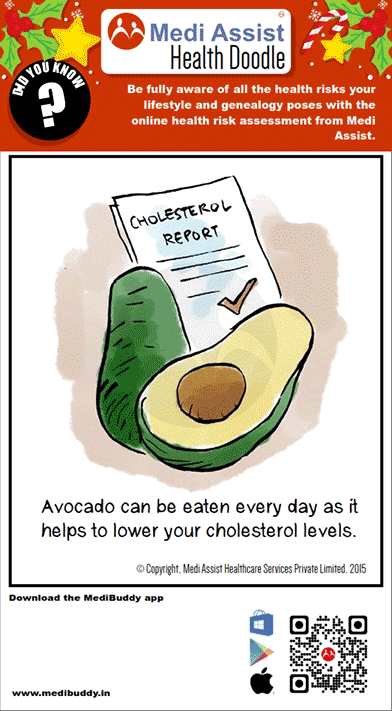 Medi Assist
Health Doodle
DID YOU KNOW
?
Be fully aware of all the health risks your
lifestyle and genealogy poses with the
online health risk assessment from Medi
Assist.
CHOLESTEROL
REPORT
Avocado can be eaten every day as it
helps to lower your cholesterol levels.
© Copyright, Medi Assist Healthcare Services Private Limited, 2015
Download the MediBuddy app
www.medibuddy.in